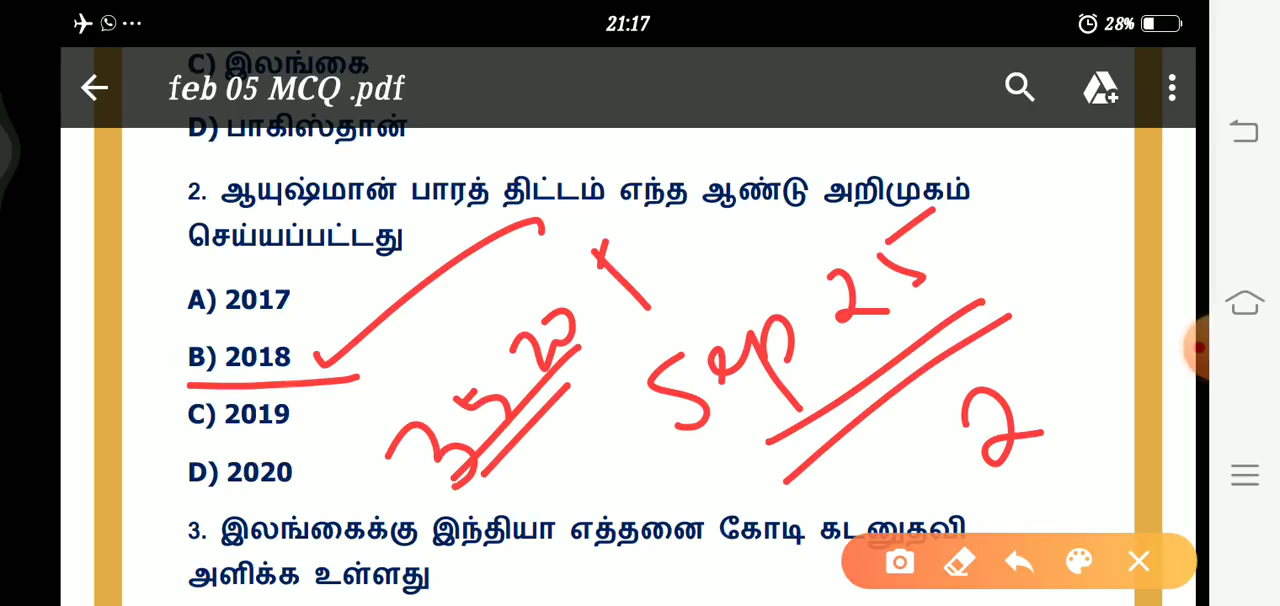 21:17
28%
C) இலங்கை
feb 05 MCQ .pdf
D) பாகிஸ்தான்
2. ஆயுஷ்மான் பாரத் திட்டம் எந்த ஆண்டு அறிமுகம்
செய்யப்பட்டது
A) 2017
B) 2018
C) 2019
D) 2020
Sep 25
3. இலங்கைக்கு இந்தியா எத்தனை கோடி கடனுதவி
அளிக்க உள்ளது